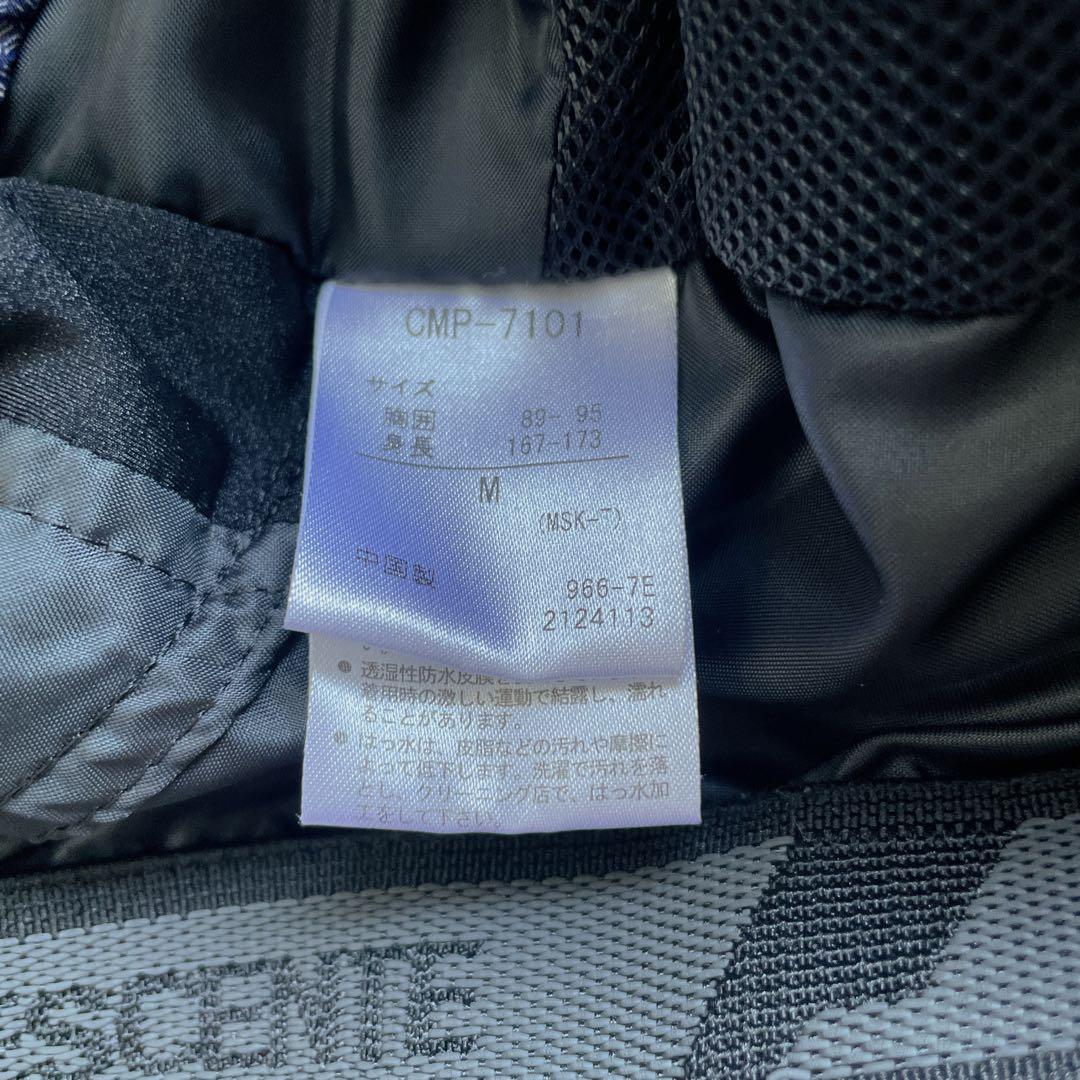 CMP-7101
サイズ
胸囲 89- 95
身長 167-173
M
(MSK-
中国製
966-7E
2124113
● 透湿性防水皮膜
着用時の激しい運動で結露し、濡れ
ることがあります。
● はっ水は、皮脂などの汚れや摩擦に
よって低下します。洗濯で汚れを落
とし、クリーニング店で、はっ水加
工をして下さい。
SCENTE